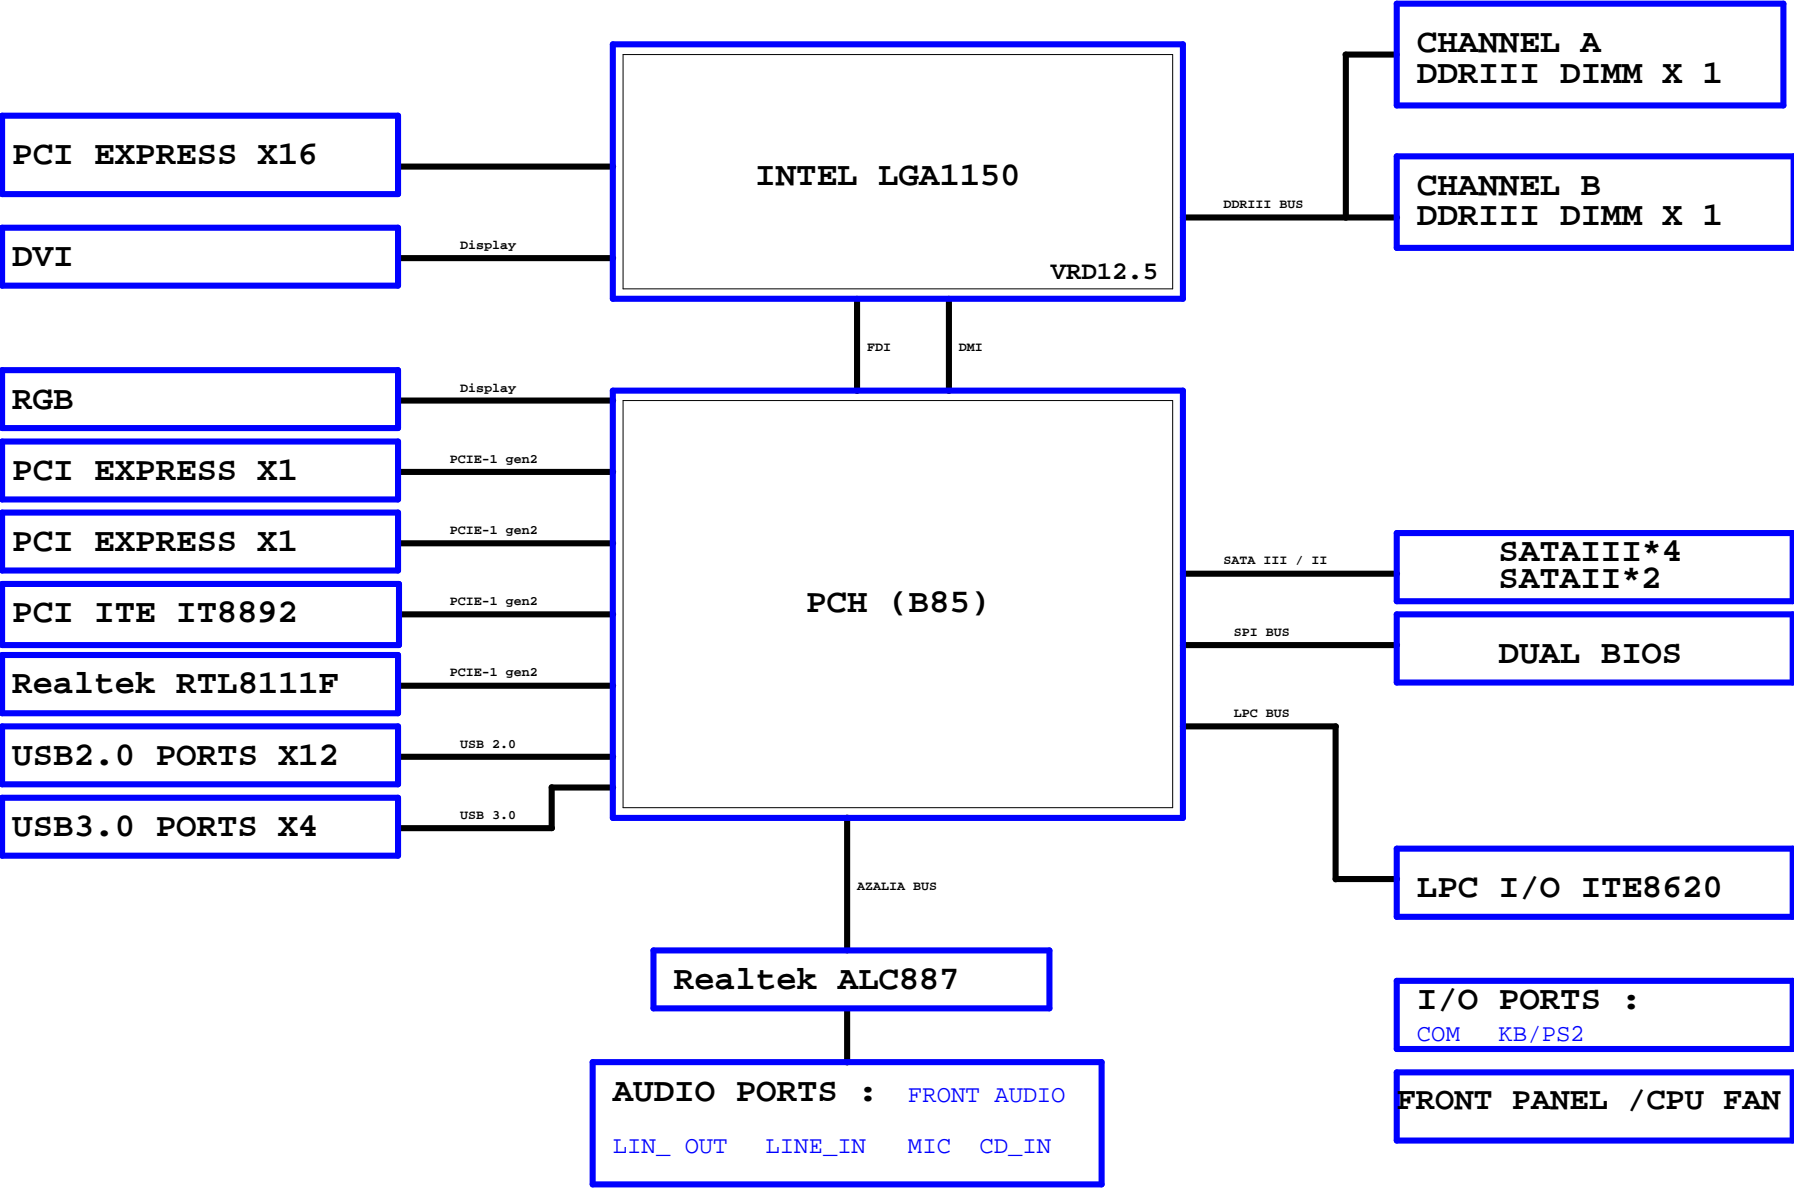 CHANNEL A
DDRIII DIMM X 1
PCI EXPRESS X16
INTEL LGA1150
CHANNEL B
DDRIII DIMM X 1
DDRIII BUS
DVI
Display
VRD12.5
FDI
DMI
RGB
Display
PCI EXPRESS X1
PCIE-1 gen2
PCI EXPRESS X1
PCIE-1 gen2
PCI ITE IT8892
PCIE-1 gen2
Realtek RTL8111F
PCIE-1 gen2
USB2.0 PORTS X12
USB 2.0
USB3.0 PORTS X4
USB 3.0
PCH (B85)
SATA III / II
SATAIII*4
SATAII*2
SPI BUS
DUAL BIOS
LPC BUS
LPC I/O ITE8620
AZALIA BUS
Realtek ALC887
I/O PORTS :
COM KB/PS2
AUDIO PORTS : FRONT AUDIO
LIN_ OUT LINE_IN MIC CD_IN
FRONT PANEL /CPU FAN